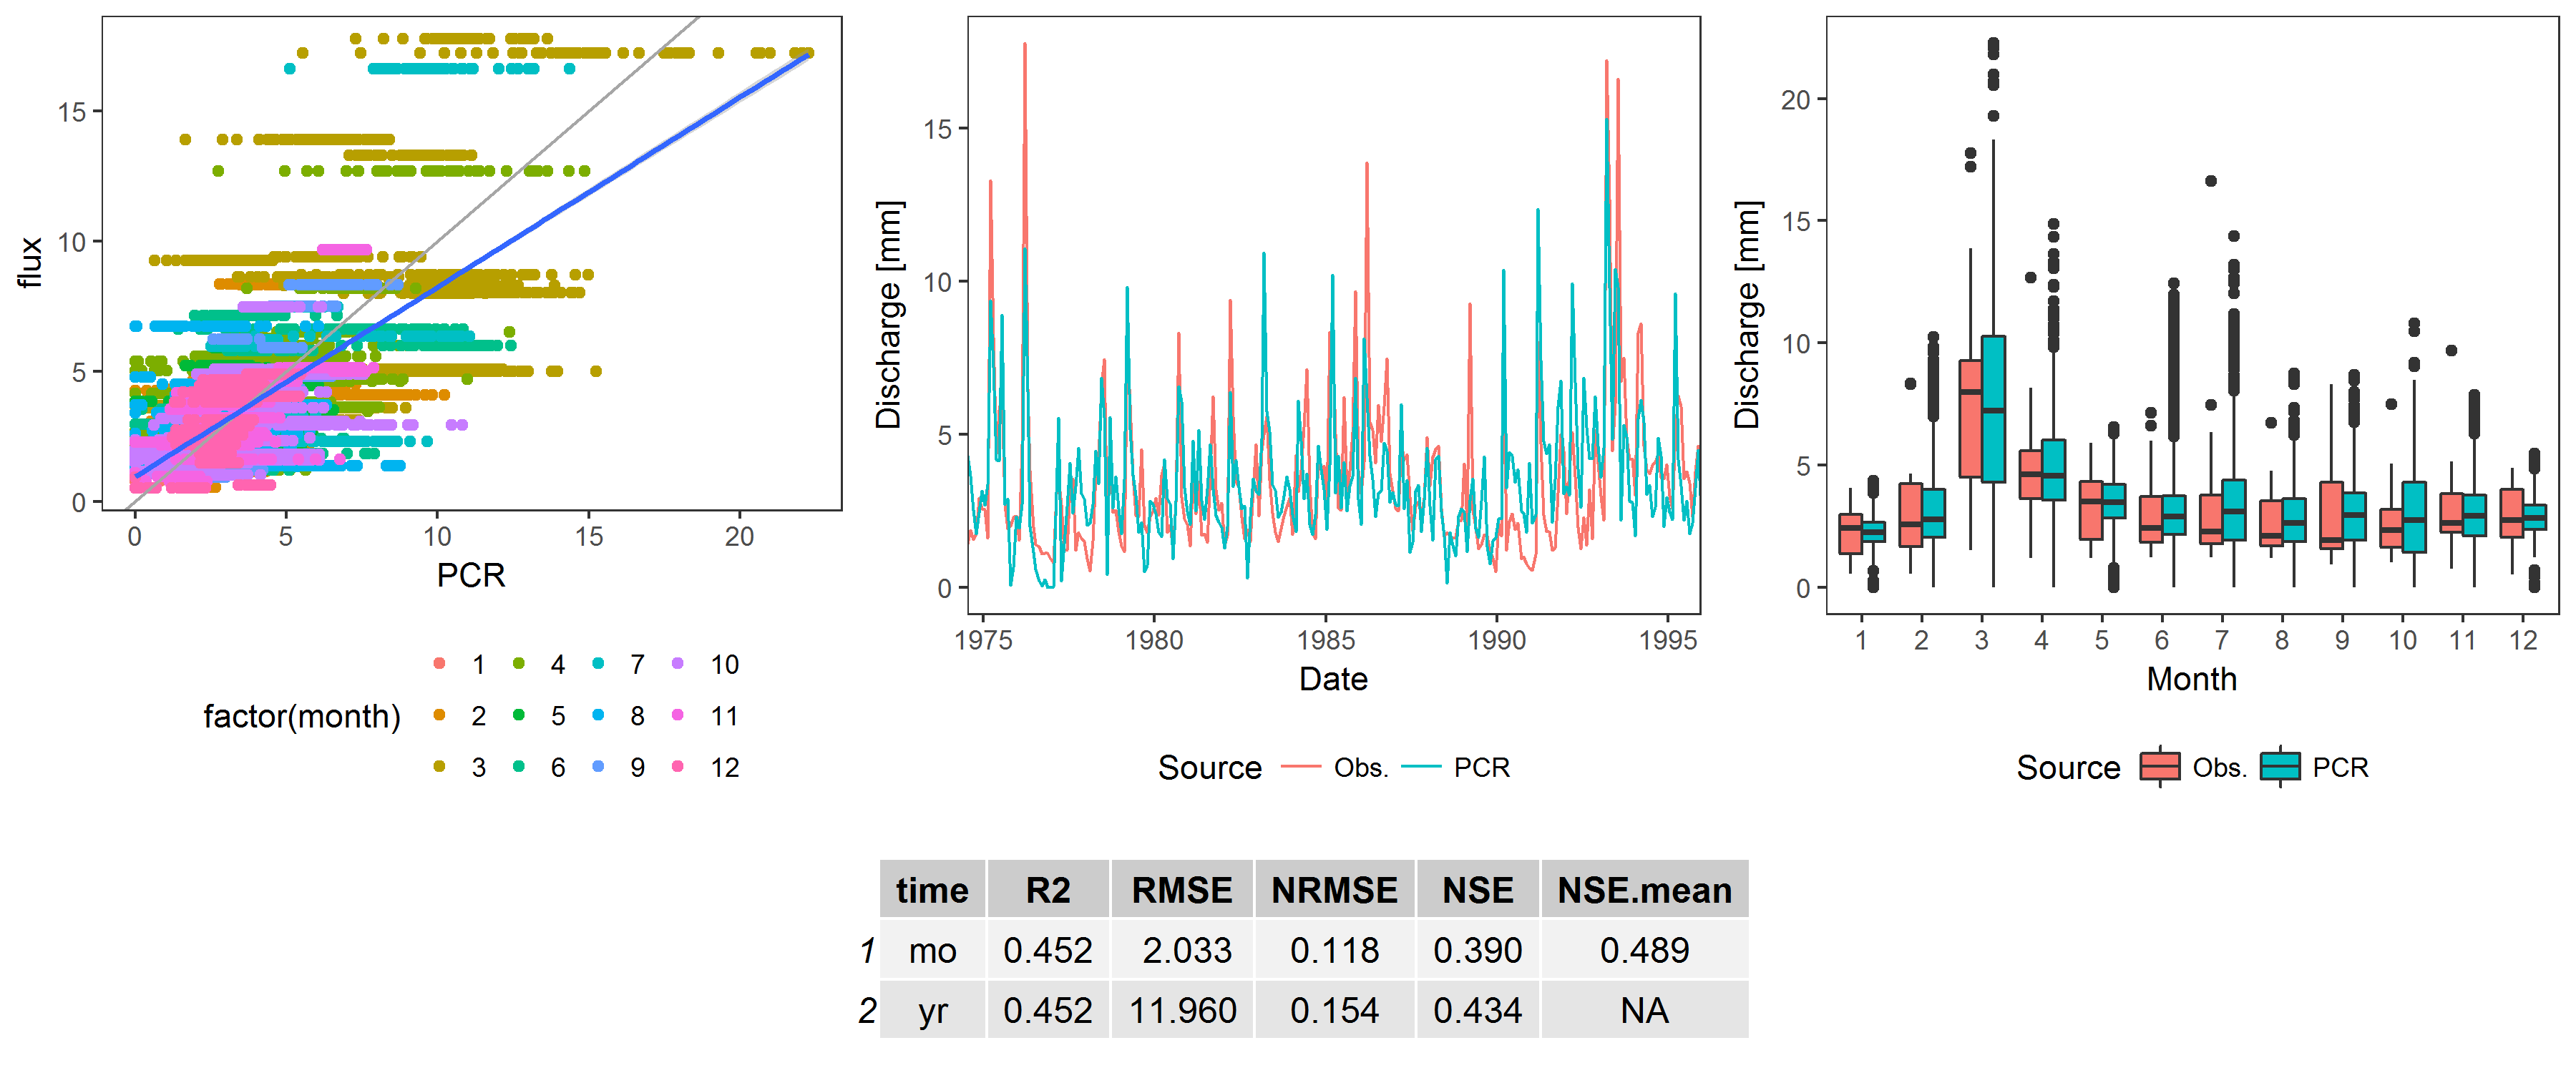 flux
15
10
5
0
0 5 10 15 20
PCR
factor(month)
1 4 7 10
2 5 8 11
3 6 9 12
Discharge [mm]
15
10
5
0
1975 1980 1985 1990 1995
Date
Source Obs. PCR
Discharge [mm]
20
15
10
5
0
1 2 3 4 5 6 7 8 9 10 11 12
Month
Source Obs. PCR
time R2 RMSE NRMSE NSE NSE.mean
1 mo 0.452 2.033 0.118 0.390 0.489
2 yr 0.452 11.960 0.154 0.434 NA